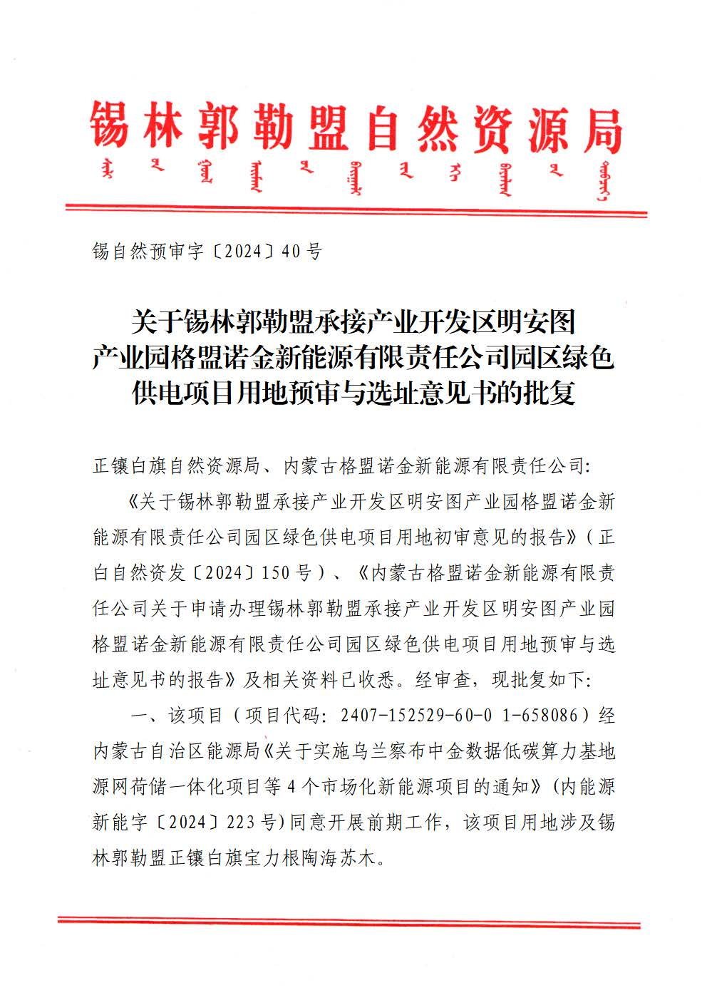 锡林郭勒盟自然资源局
锡自然预审字〔2024〕40号
关于锡林郭勒盟承接产业开发区明安图
产业园格盟诺金新能源有限责任公司园区绿色
供电项目用地预审与选址意见书的批复
正镶白旗自然资源局、内蒙古格盟诺金新能源有限责任公司:
《关于锡林郭勒盟承接产业开发区明安图产业园格盟诺金新
能源有限责任公司园区绿色供电项目用地初审意见的报告》(正
白自然资发〔2024〕150号)、《内蒙古格盟诺金新能源有限责
任公司关于申请办理锡林郭勒盟承接产业开发区明安图产业园
格盟诺金新能源有限责任公司园区绿色供电项目用地预审与选
址意见书的报告》及相关资料已收悉。经审查，现批复如下:
一、该项目(项目代码: 2407-152529-60-0 1-658086)经
内蒙古自治区能源局《关于实施乌兰察布中金数据低碳算力基地
源网荷储一体化项目等4个市场化新能源项目的通知》(内能源
新能字〔2024〕223号)同意开展前期工作，该项目用地涉及锡
林郭勒盟正镶白旗宝力根陶海苏木。